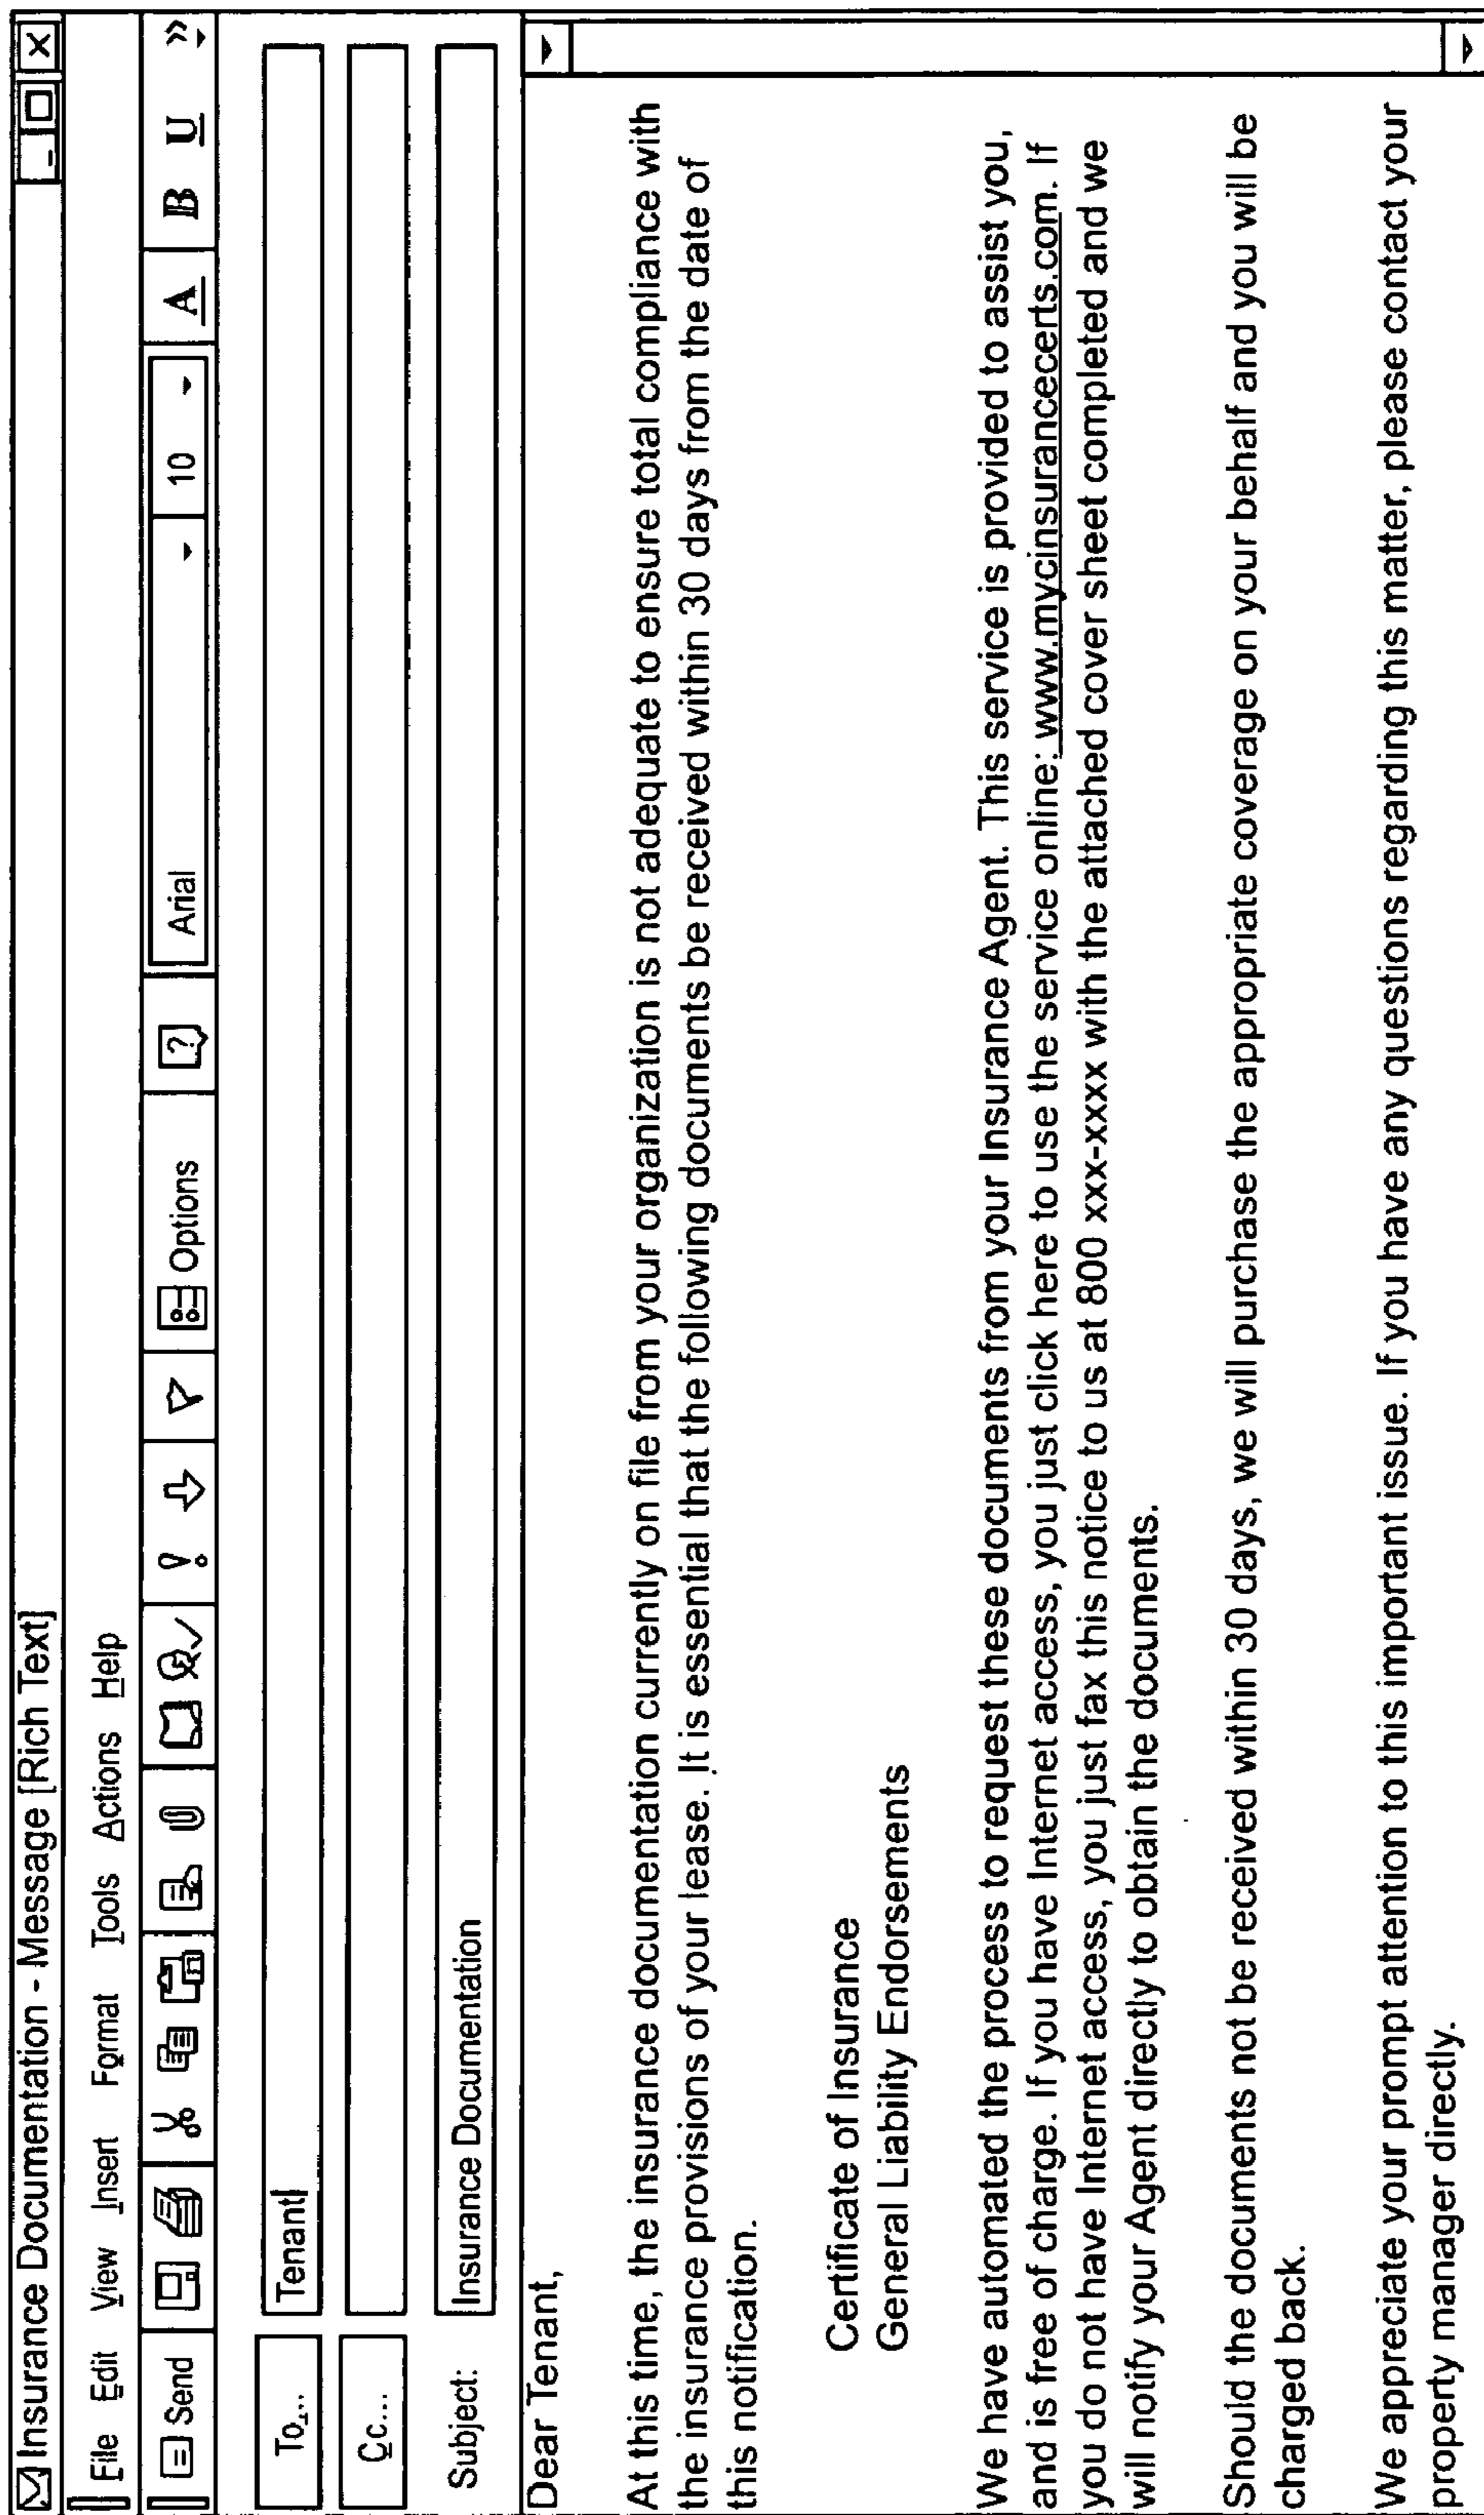 Insurance Documentation - Message [Rich Text]
File Edit View Insert Format Tools Actions Help
Send Options ? Arial 10 A B U »
To... Tenant
Cc...
Subject: Insurance Documentation
Dear Tenant,
At this time, the insurance documentation currently on file from your organization is not adequate to ensure total compliance with
the insurance provisions of your lease. It is essential that the following documents be received within 30 days from the date of
this notification.
Certificate of Insurance
General Liability Endorsements
We have automated the process to request these documents from your Insurance Agent. This service is provided to assist you,
and is free of charge. If you have Internet access, you just click here to use the service online: www.mycinsurancecerts.com. If
you do not have Internet access, you just fax this notice to us at 800 xxx-xxxx with the attached cover sheet completed and we
will notify your Agent directly to obtain the documents.
Should the documents not be received within 30 days, we will purchase the appropriate coverage on your behalf and you will be
charged back.
We appreciate your prompt attention to this important issue. If you have any questions regarding this matter, please contact your
property manager directly.